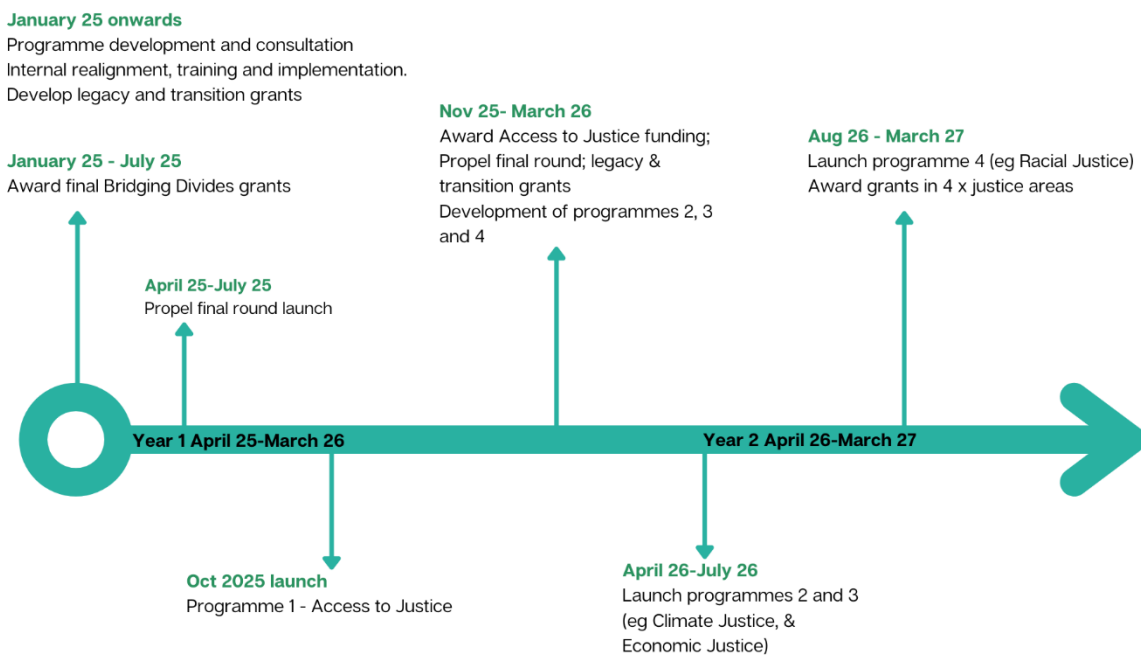 January 25 onwards
Programme development and consultation
Internal realignment, training and implementation.
Develop legacy and transition grants
January 25 - July 25
Award final Bridging Divides grants
April 25-July 25
Propel final round launch
Nov 25- March 26
Award Access to Justice funding;
Propel final round; legacy &
transition grants
Development of programmes 2, 3
and 4
Aug 26 - March 27
Launch programme 4 (eg Racial Justice)
Award grants in 4 x justice areas
Year 1 April 25-March 26
Year 2 April 26-March 27
Oct 2025 launch
Programme 1 - Access to Justice
April 26-July 26
Launch programmes 2 and 3
(eg Climate Justice, &
Economic Justice)